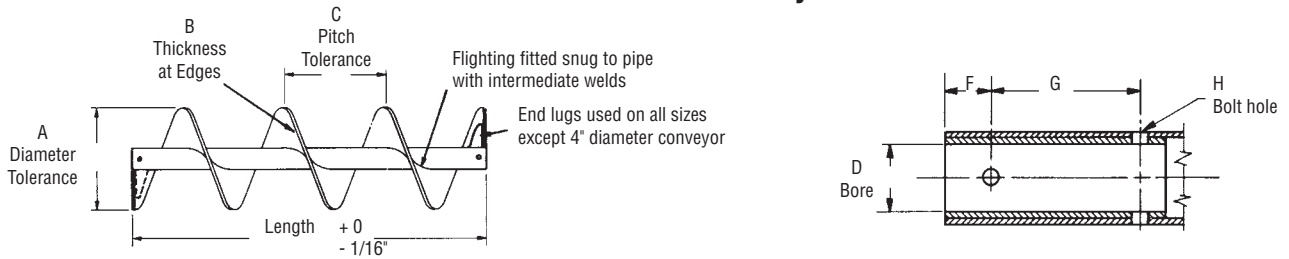 B
Thickness
at Edges
C
Pitch
Tolerance
Flighting fitted snug to pipe
with intermediate welds
End lugs used on all sizes
except 4" diameter conveyor
A
Diameter
Tolerance
Length + 0
- 1/16"
F
G
H
Bolt hole
D
Bore